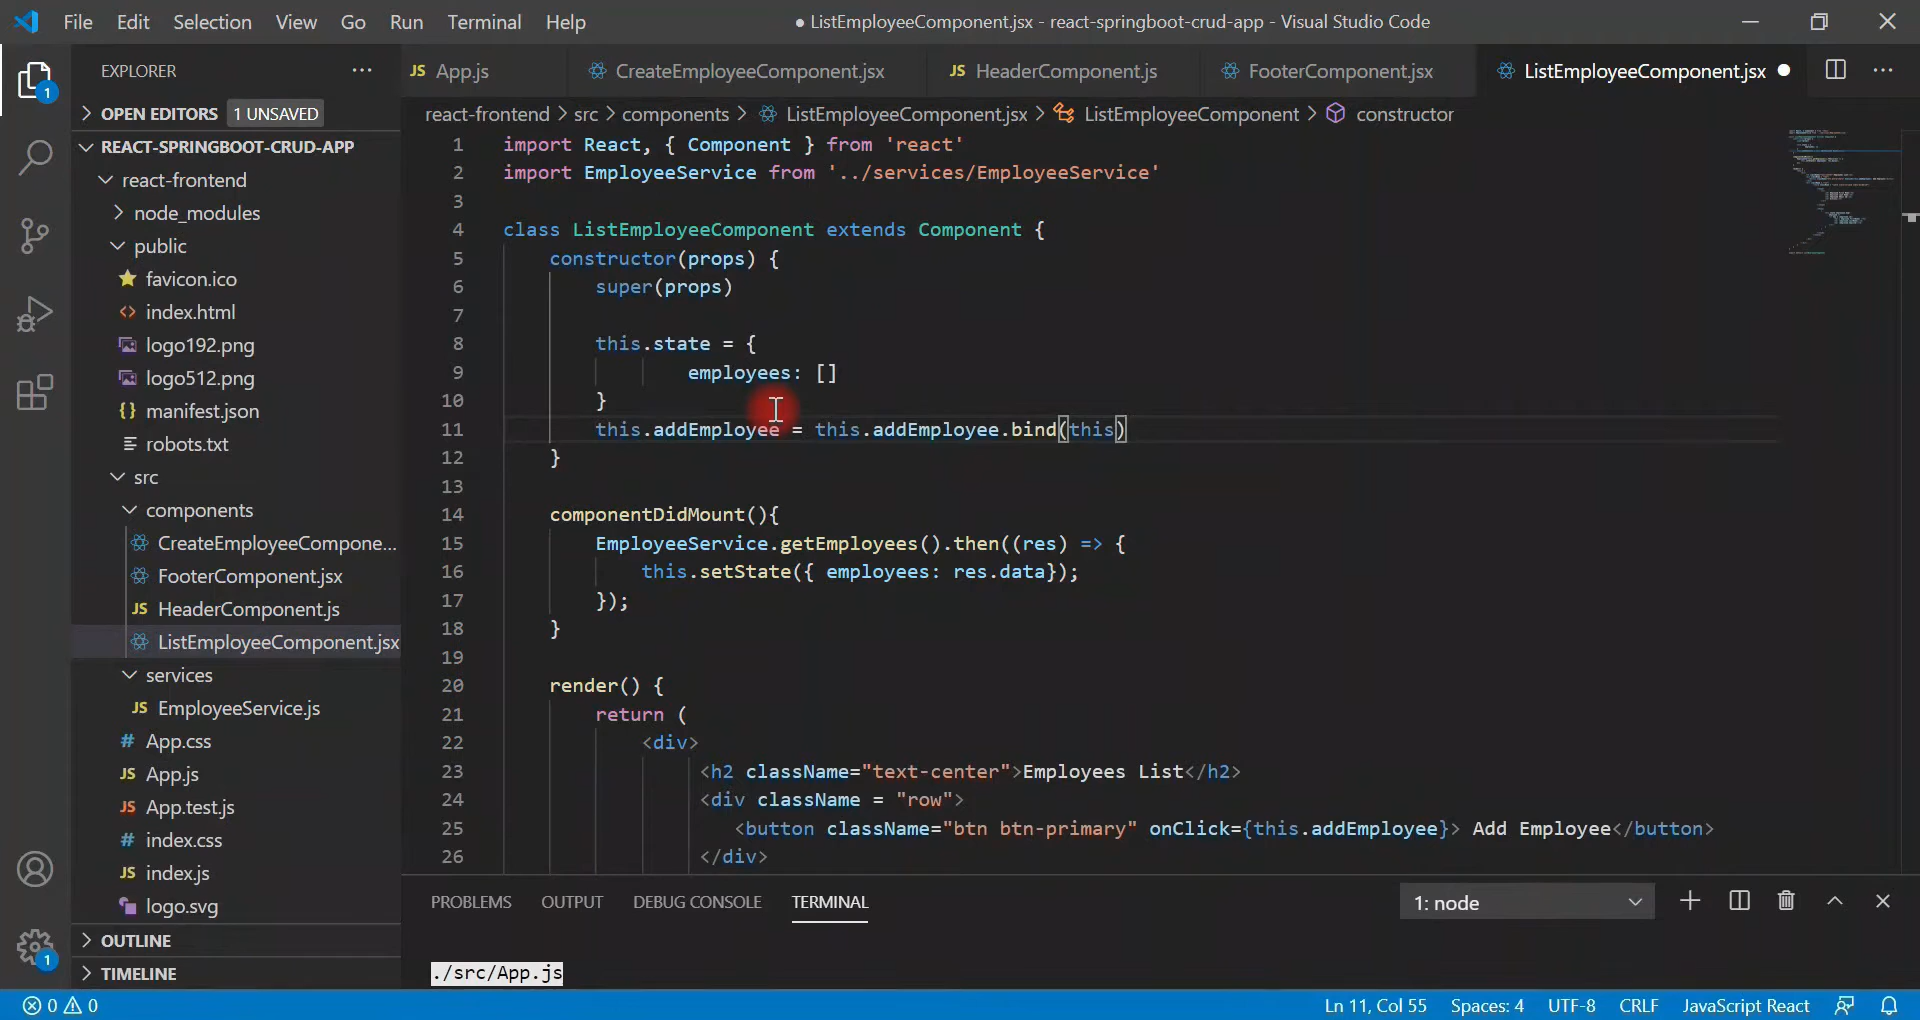 File Edit Selection View Go Run Terminal Help ● ListEmployeeComponent.jsx - react-springboot-crud-app - Visual Studio Code
EXPLORER
OPEN EDITORS 1 UNSAVED
REACT-SPRINGBOOT-CRUD-APP
react-frontend
node_modules
public
favicon.ico
index.html
logo192.png
logo512.png
manifest.json
robots.txt
src
components
CreateEmployeeCompone...
FooterComponent.jsx
JS HeaderComponent.js
ListEmployeeComponent.jsx
services
JS EmployeeService.js
# App.css
JS App.js
JS App.test.js
# index.css
JS index.js
logo.svg
OUTLINE
TIMELINE
1
1
JS App.js CreateEmployeeComponent.jsx JS HeaderComponent.js FooterComponent.jsx ListEmployeeComponent.jsx ●
react-frontend > src > components > ListEmployeeComponent.jsx > ListEmployeeComponent > constructor
1 import React, { Component } from 'react'
2 import EmployeeService from '../services/EmployeeService'
3
4 class ListEmployeeComponent extends Component {
5 constructor(props) {
6 super(props)
7
8 this.state = {
9 employees: []
10 }
11 this.addEmployee = this.addEmployee.bind(this)
12 }
13
14 componentDidMount(){
15 EmployeeService.getEmployees().then((res) => {
16 this.setState({ employees: res.data});
17 });
18 }
19
20 render() {
21 return (
22 <div>
23 <h2 className="text-center">Employees List</h2>
24 <div className = "row">
25 <button className="btn btn-primary" onClick={this.addEmployee}> Add Employee</button>
26 </div>
PROBLEMS OUTPUT DEBUG CONSOLE TERMINAL 1: node
./src/App.js
0 0 Ln 11, Col 55 Spaces: 4 UTF-8 CRLF JavaScript React